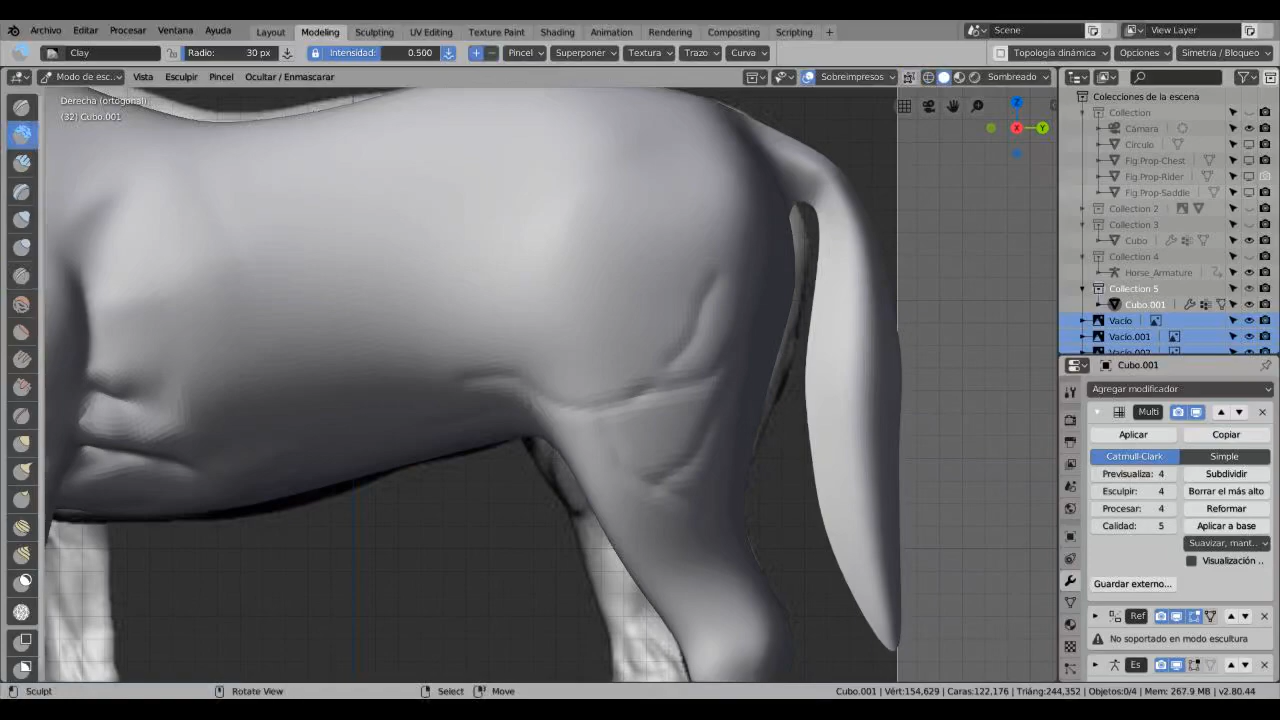 Archivo Editar Procesar Ventana Ayuda Layout Modeling Sculpting UV Editing Texture Paint Shading Animation Rendering Compositing Scripting + Scene View Layer
Clay Radio: 30 px Intensidad: 0.500 + − Pincel Superponer Textura Trazo Curva Topología dinámica Opciones Simetría / Bloqueo
Modo de esc... Vista Esculpir Pincel Ocultar / Enmascarar Sobreimpresos Sombreado
Derecha (ortogonal)
(32) Cubo.001
Z
X
Y
Colecciones de la escena
Collection
Cámara
Círculo
Fig.Prop-Chest
Fig.Prop-Rider
Fig.Prop-Saddle
Collection 2
Collection 3
Cubo
Collection 4
Horse_Armature
Collection 5
Cubo.001
Vacío
Vacío.001
Vacío.002
Cubo.001
Agregar modificador
Multi
Aplicar Copiar
Catmull-Clark Simple
Previsualiza: 4 Subdividir
Esculpir: 4 Borrar el más alto
Procesar: 4 Reformar
Calidad: 5 Aplicar a base
Suavizar, mant..
Visualización ..
Guardar externo...
Ref
No soportado en modo escultura
Es
Sculpt Rotate View Select Move Cubo.001 | Vért:154,629 | Caras:122,176 | Triáng:244,352 | Objetos:0/4 | Mem: 267.9 MB | v2.80.44